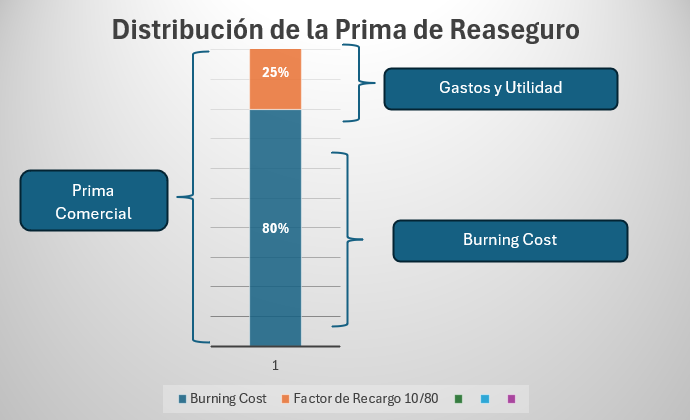 Distribución de la Prima de Reaseguro
25%
Gastos y Utilidad
Prima
Comercial
80%
Burning Cost
1
Burning Cost
Factor de Recargo 10/80